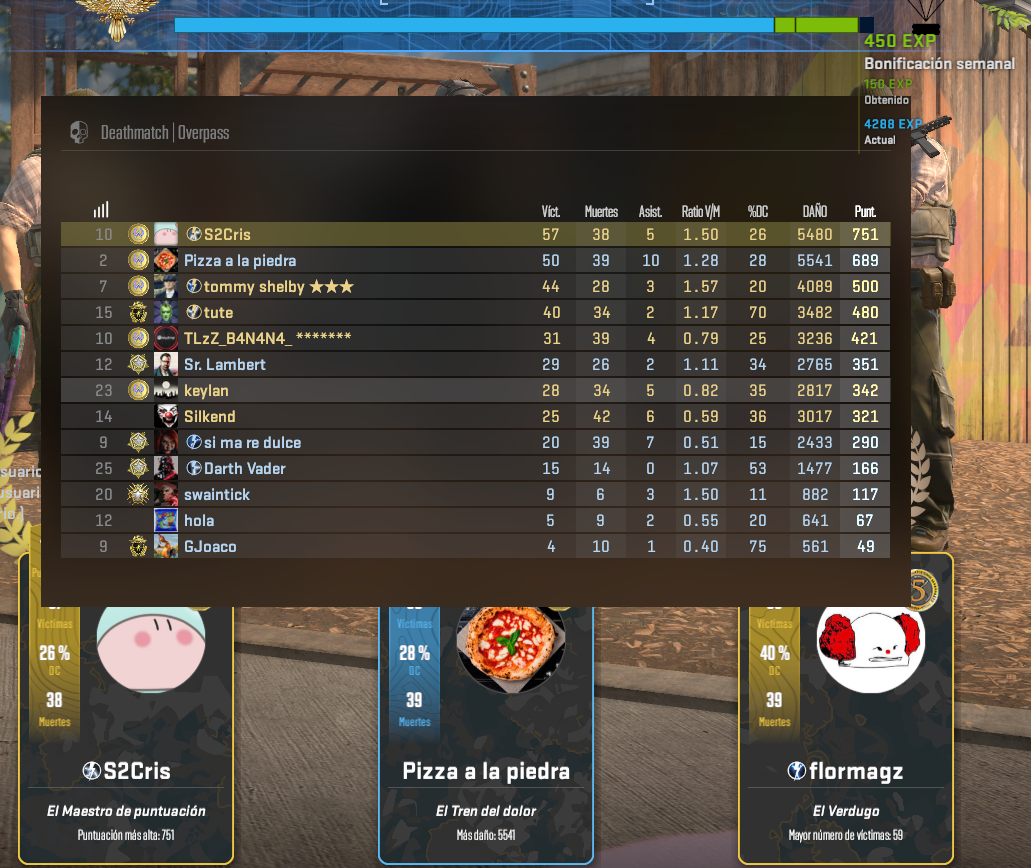 450 EXP
Bonificación semanal
150 EXP
Obtenido
4288 EXP
Actual
Deathmatch | Overpass
Víct. Muertes Asist. Ratio V/M %DC DAÑO Punt.
10 S2Cris 57 38 5 1.50 26 5480 751
2 Pizza a la piedra 50 39 10 1.28 28 5541 689
7 tommy shelby ★★★ 44 28 3 1.57 20 4089 500
15 tute 40 34 2 1.17 70 3482 480
10 TLzZ_B4N4N4_ ******* 31 39 4 0.79 25 3236 421
12 Sr. Lambert 29 26 2 1.11 34 2765 351
23 keylan 28 34 5 0.82 35 2817 342
14 Silkend 25 42 6 0.59 36 3017 321
9 si ma re dulce 20 39 7 0.51 15 2433 290
25 Darth Vader 15 14 0 1.07 53 1477 166
20 swaintick 9 6 3 1.50 11 882 117
12 hola 5 9 2 0.55 20 641 67
9 GJoaco 4 10 1 0.40 75 561 49
Víctimas
26 %
DC
38
Muertes
S2Cris
El Maestro de puntuación
Puntuación más alta: 751
Víctimas
28 %
DC
39
Muertes
Pizza a la piedra
El Tren del dolor
Más daño: 5541
5
Víctimas
40 %
DC
39
Muertes
flormagz
El Verdugo
Mayor número de víctimas: 59